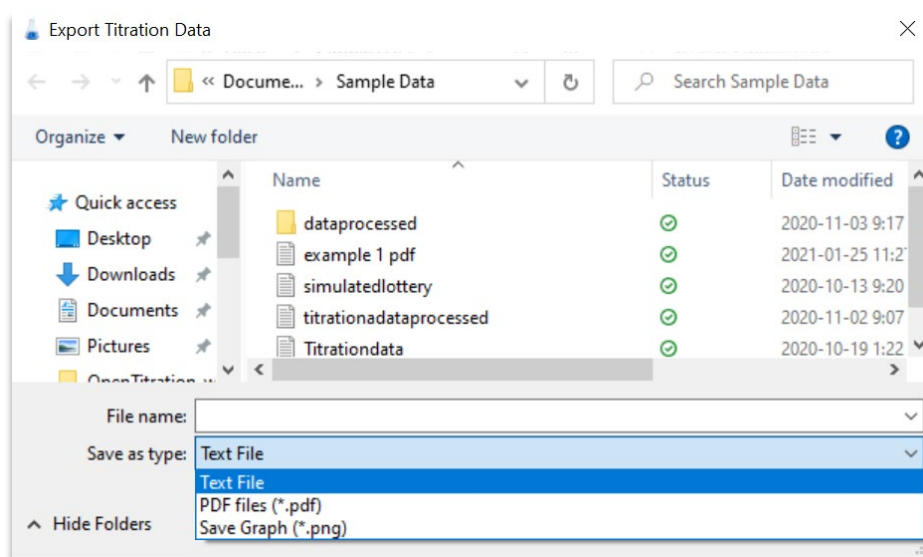 Export Titration Data
« Docume... › Sample Data
Search Sample Data
Organize
New folder
Name Status Date modified
Quick access
Desktop
Downloads
Documents
Pictures
dataprocessed 2020-11-03 9:17
example 1 pdf 2021-01-25 11:2
simulatedlottery 2020-10-13 9:20
titrationadataprocessed 2020-11-02 9:07
Titrationdata 2020-10-19 1:22
File name:
Save as type: Text File
Text File
PDF files (*.pdf)
Save Graph (*.png)
Hide Folders